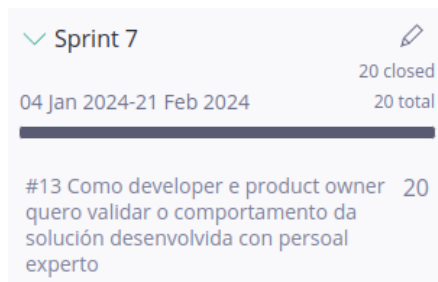 Sprint 7
20 closed
04 Jan 2024-21 Feb 2024 20 total
#13 Como developer e product owner 20
quero validar o comportamento da
solución desenvolvida con persoal
experto